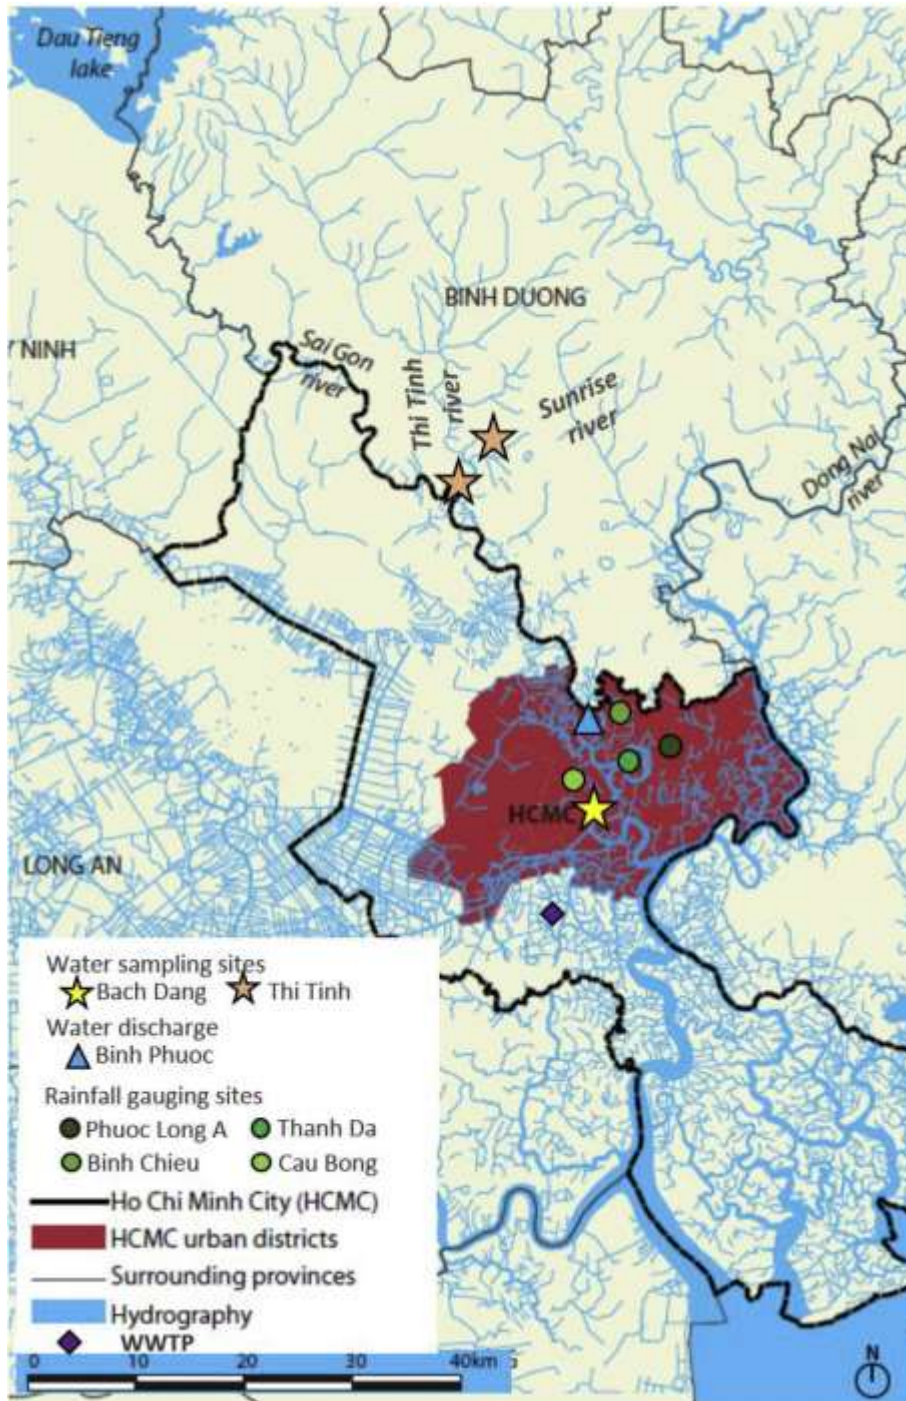 Dau Tieng
lake
BINH DUONG
Y NINH
Sai Gon
river
Thi Tinh
river
Sunrise
river
Dong Nai
river
HCMC
LONG AN
Water sampling sites
Bach Dang
Thi Tinh
Water discharge
Binh Phuoc
Rainfall gauging sites
Phuoc Long A
Thanh Da
Binh Chieu
Cau Bong
Ho Chi Minh City (HCMC)
HCMC urban districts
Surrounding provinces
Hydrography
WWTP
0 10 20 30 40km
N